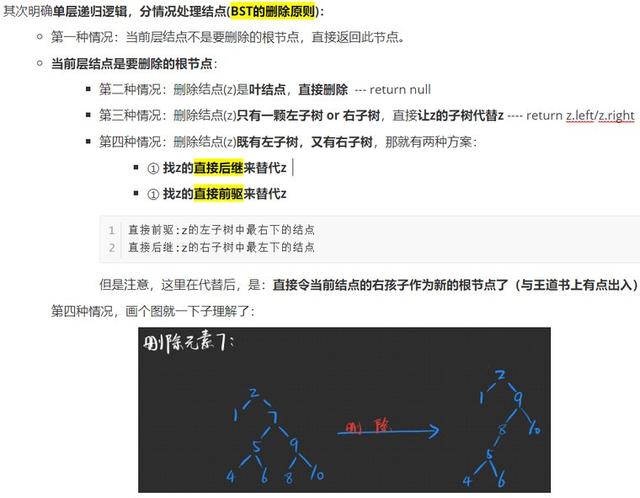 其次明确单层递归逻辑，分情况处理结点(BST的删除原则)：
第一种情况：当前层结点不是要删除的根节点，直接返回此节点。
当前层结点是要删除的根节点：
第二种情况：删除结点(z)是叶结点，直接删除 --- return null
第三种情况：删除结点(z)只有一颗左子树 or 右子树，直接让z的子树代替z ---- return z.left/z.right
第四种情况：删除结点(z)既有左子树，又有右子树，那就有两种方案：
① 找z的直接后继来替代z
① 找z的直接前驱来替代z
1 直接前驱:z的左子树中最右下的结点
2 直接后继:z的右子树中最左下的结点
但是注意，这里在代替后，是：直接令当前结点的右孩子作为新的根节点了（与王道书上有点出入）
第四种情况，画个图就一下子理解了：
删除元素7:
2
1 7
5 9
4 6 8 10
删除
2
1 9
8 10
5
4 6